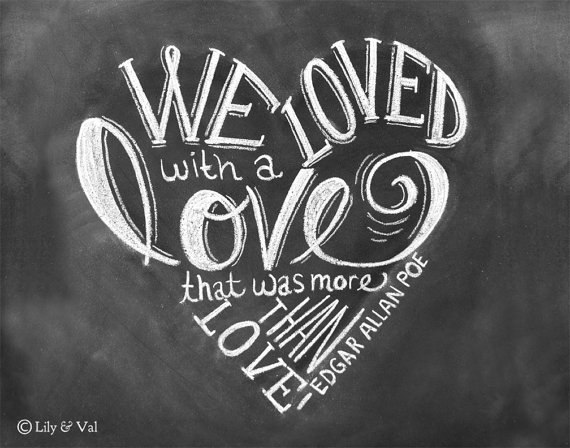 WE LOVED
with a
love
that was more
THAN
LOVE
-EDGAR ALLAN POE
© Lily & Val